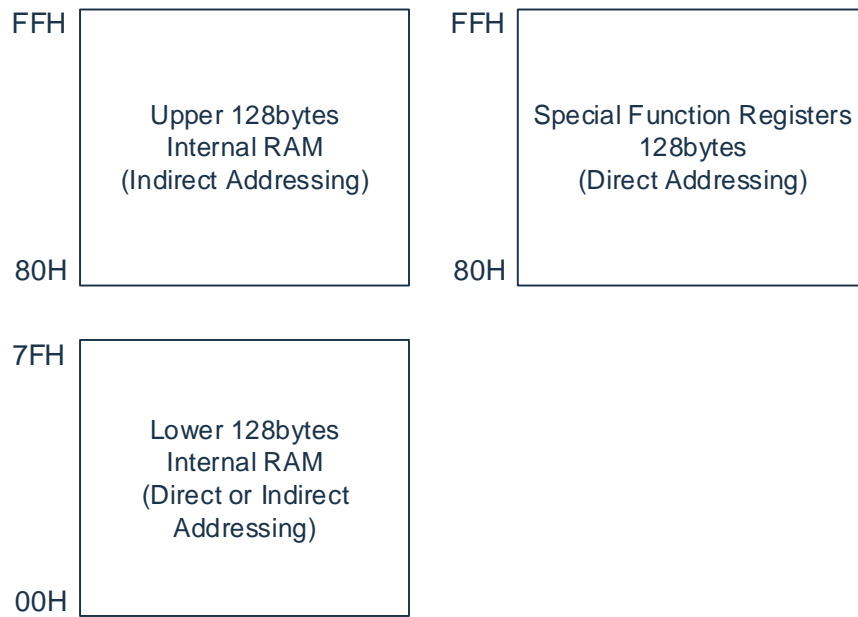 FFH
Upper 128bytes
Internal RAM
(Indirect Addressing)
80H
FFH
Special Function Registers
128bytes
(Direct Addressing)
80H
7FH
Lower 128bytes
Internal RAM
(Direct or Indirect
Addressing)
00H